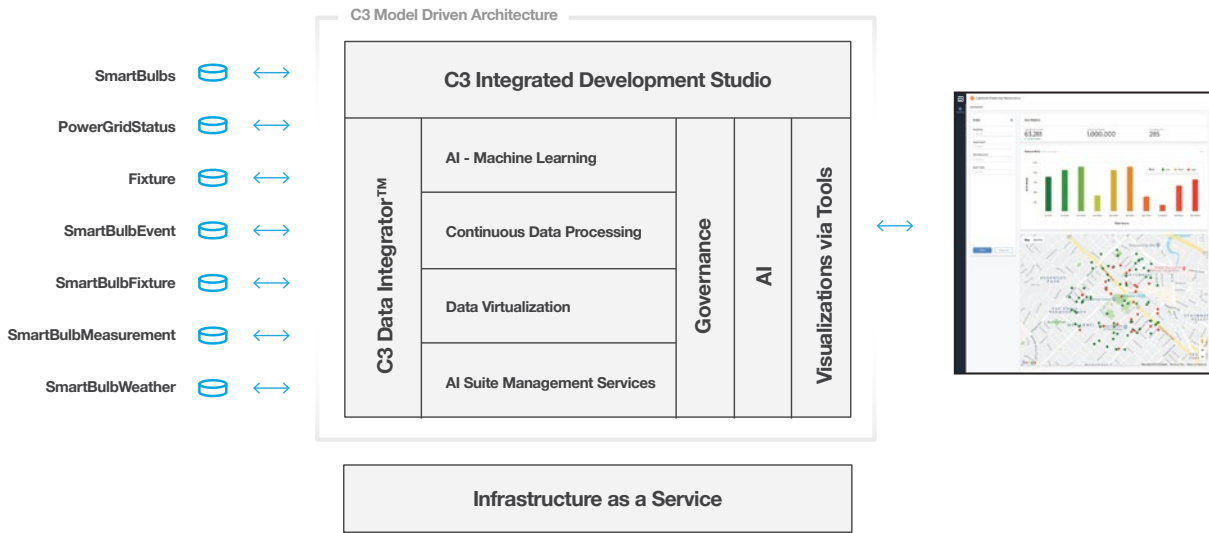 C3 Model Driven Architecture
SmartBulbs
PowerGridStatus
Fixture
SmartBulbEvent
SmartBulbFixture
SmartBulbMeasurement
SmartBulbWeather
C3 Integrated Development Studio
C3 Data Integrator™
AI - Machine Learning
Continuous Data Processing
Data Virtualization
AI Suite Management Services
Governance
AI
Visualizations via Tools
Infrastructure as a Service
63,281
1,000,000
285